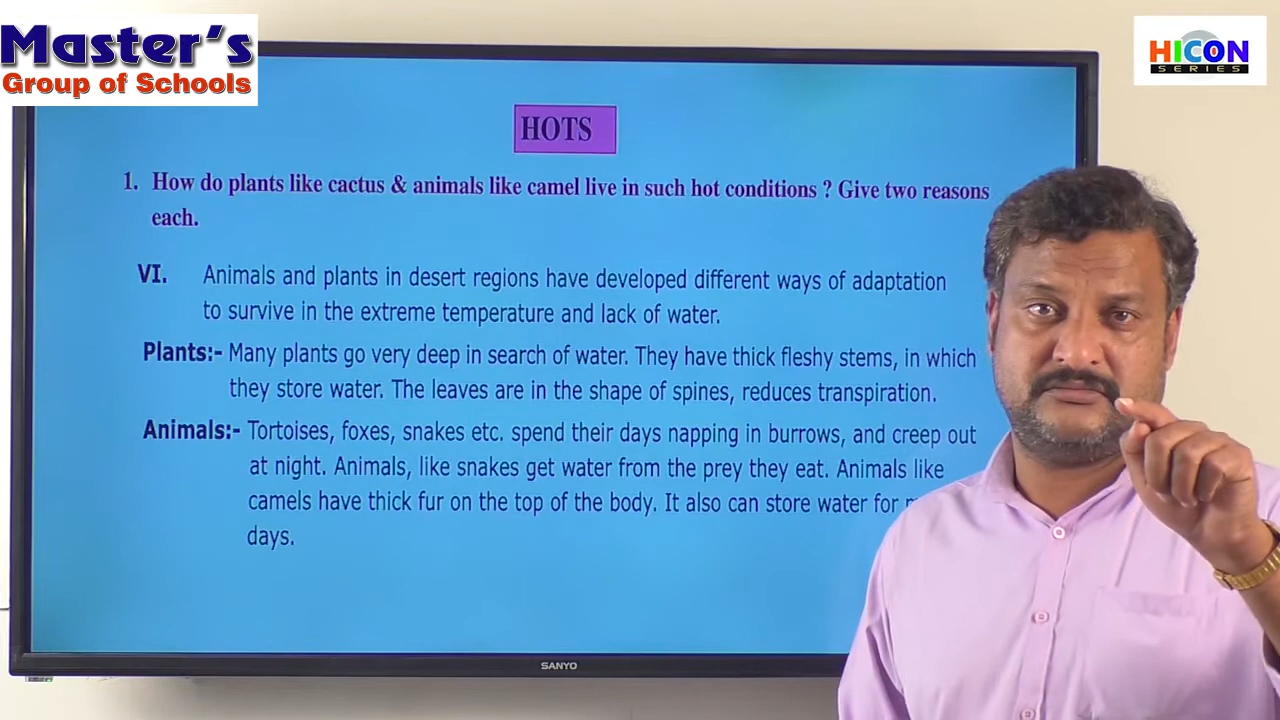 Master's
Group of Schools
HICON
SERIES
HOTS
1. How do plants like cactus & animals like camel live in such hot conditions ? Give two reasons
each.
VI. Animals and plants in desert regions have developed different ways of adaptation
to survive in the extreme temperature and lack of water.
Plants:- Many plants go very deep in search of water. They have thick fleshy stems, in which
they store water. The leaves are in the shape of spines, reduces transpiration.
Animals:- Tortoises, foxes, snakes etc. spend their days napping in burrows, and creep out
at night. Animals, like snakes get water from the prey they eat. Animals like
camels have thick fur on the top of the body. It also can store water for
days.
SANYO